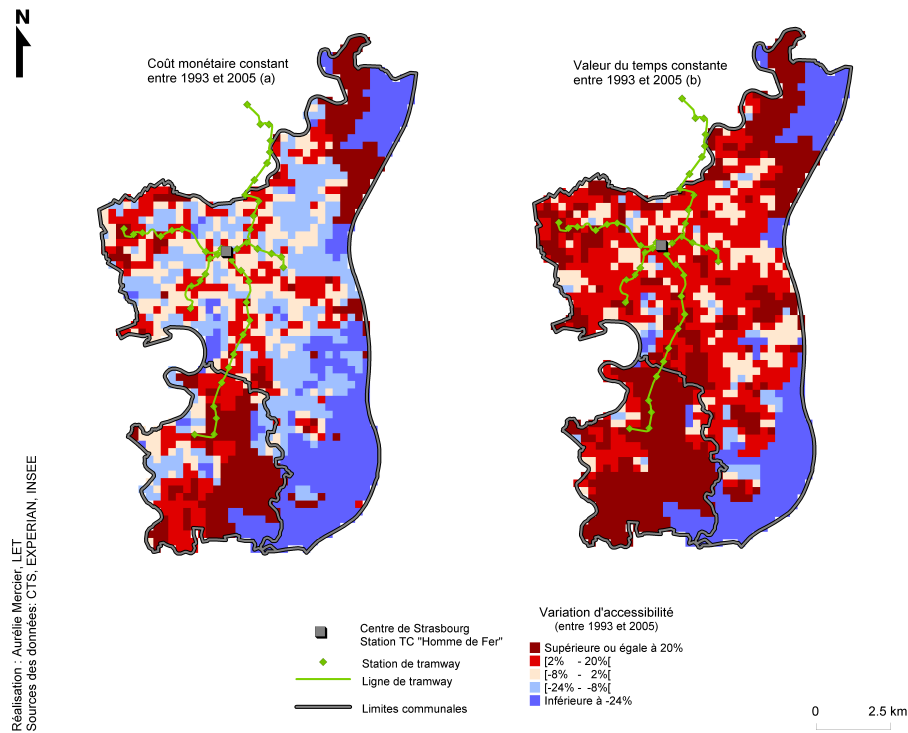 N
Coût monétaire constant
entre 1993 et 2005 (a)
Valeur du temps constante
entre 1993 et 2005 (b)
Réalisation : Aurélie Mercier, LET
Sources des données: CTS, EXPERIAN, INSEE
Centre de Strasbourg
Station TC "Homme de Fer"
Station de tramway
Ligne de tramway
Limites communales
Variation d'accessibilité
(entre 1993 et 2005)
Supérieure ou égale à 20%
[2% - 20%[
[-8% - 2%[
[-24% - -8%[
Inférieure à -24%
0 2.5 km